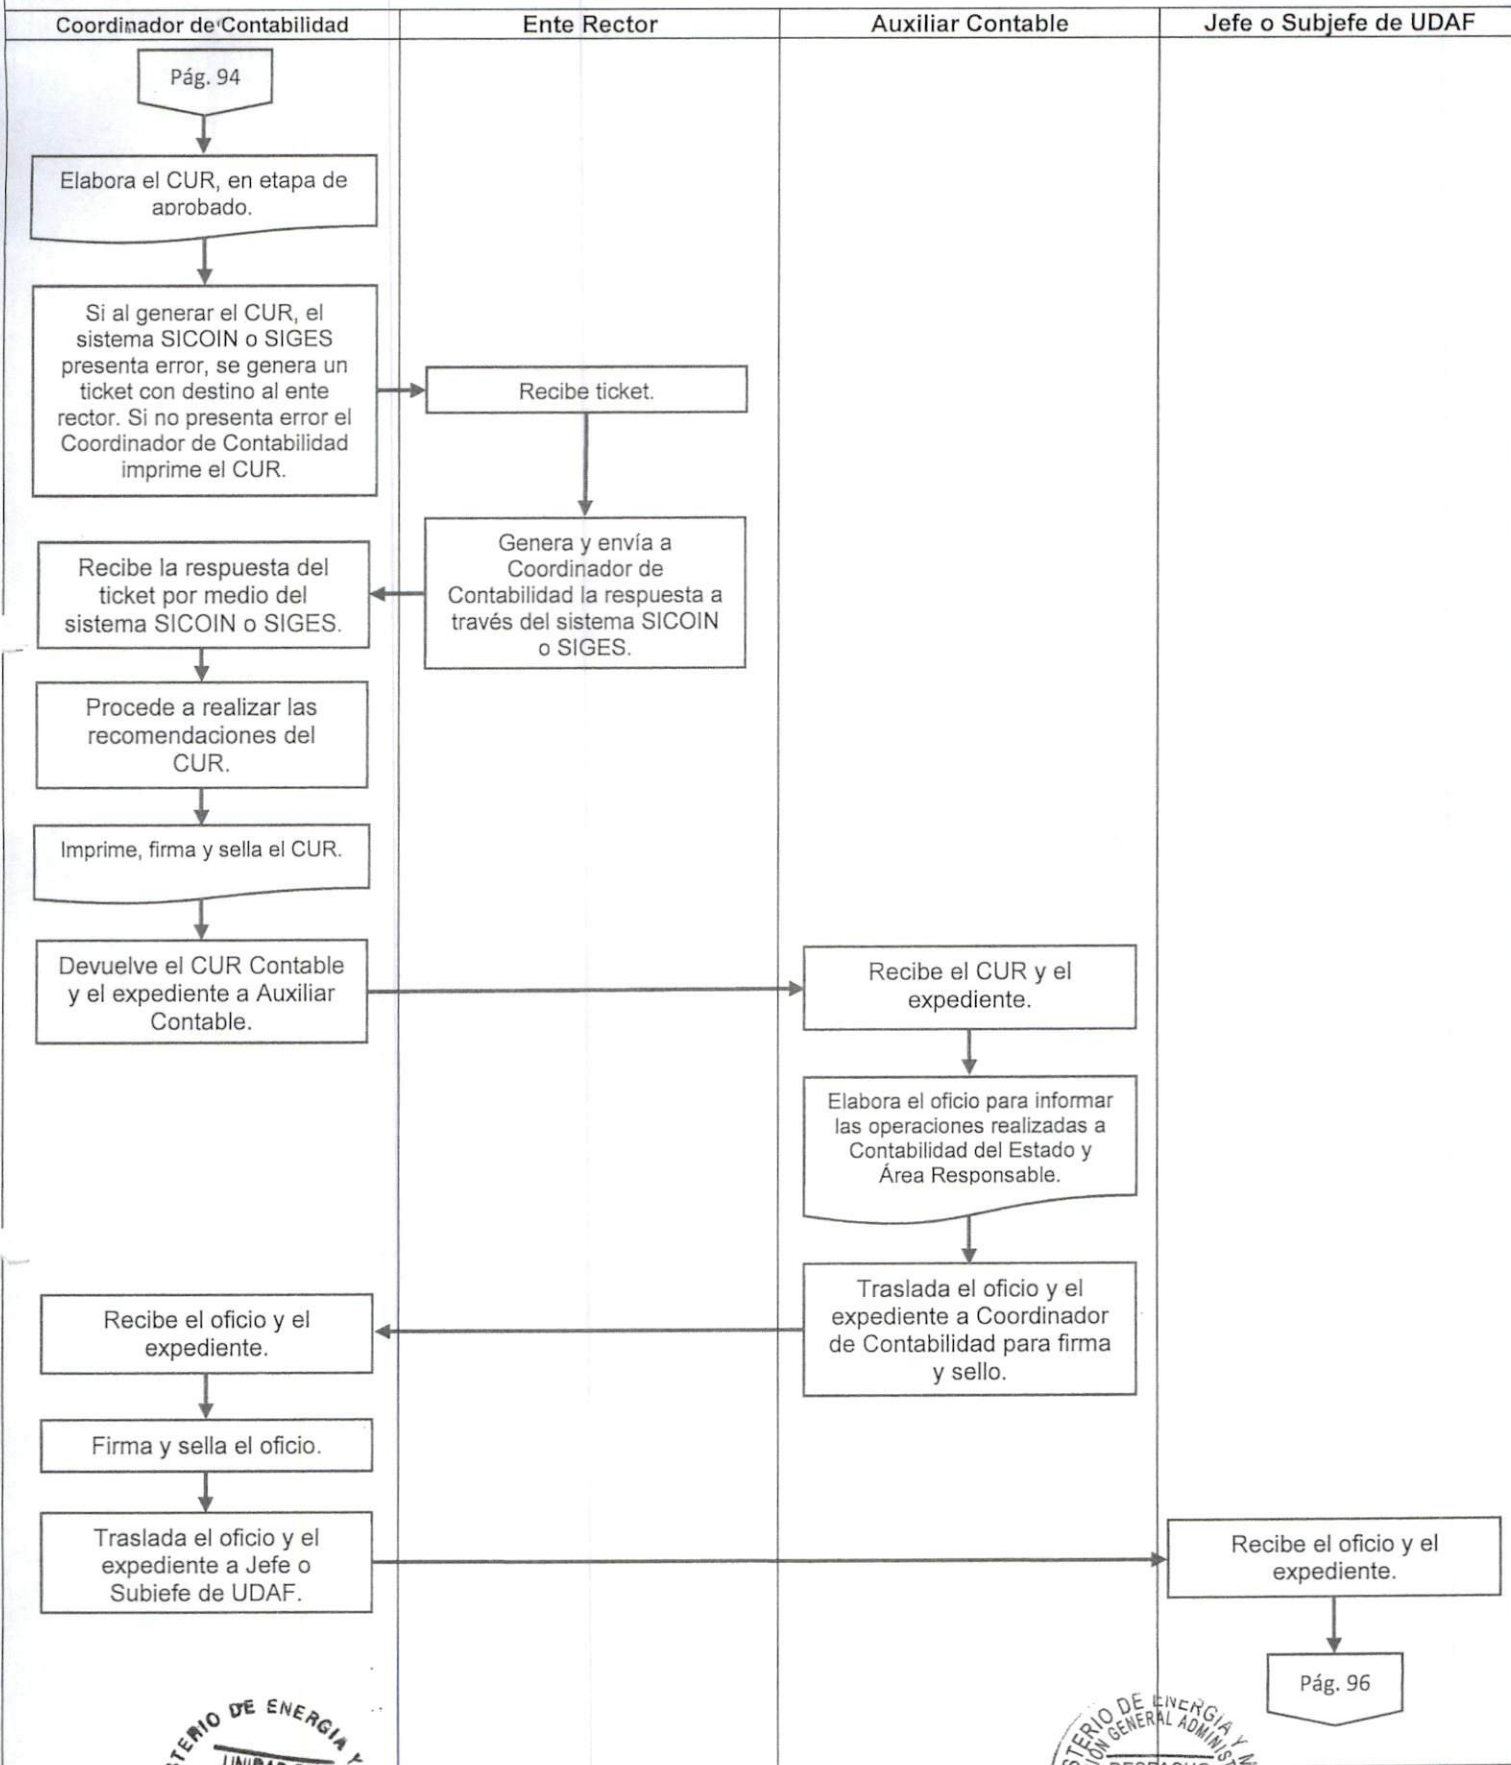 Coordinador de Contabilidad
Ente Rector
Auxiliar Contable
Jefe o Subjefe de UDAF
Pág. 94
Elabora el CUR, en etapa de
aprobado.
Si al generar el CUR, el
sistema SICOIN o SIGES
presenta error, se genera un
ticket con destino al ente
rector. Si no presenta error el
Coordinador de Contabilidad
imprime el CUR.
Recibe ticket.
Genera y envía a
Coordinador de
Contabilidad la respuesta a
través del sistema SICOIN
o SIGES.
Recibe la respuesta del
ticket por medio del
sistema SICOIN o SIGES.
Procede a realizar las
recomendaciones del
CUR.
Imprime, firma y sella el CUR.
Devuelve el CUR Contable
y el expediente a Auxiliar
Contable.
Recibe el CUR y el
expediente.
Elabora el oficio para informar
las operaciones realizadas a
Contabilidad del Estado y
Área Responsable.
Traslada el oficio y el
expediente a Coordinador
de Contabilidad para firma
y sello.
Recibe el oficio y el
expediente.
Firma y sella el oficio.
Traslada el oficio y el
expediente a Jefe o
Subjefe de UDAF.
Recibe el oficio y el
expediente.
Pág. 96
DE ENERGIA Y
DE ENERGIA Y
GENERAL